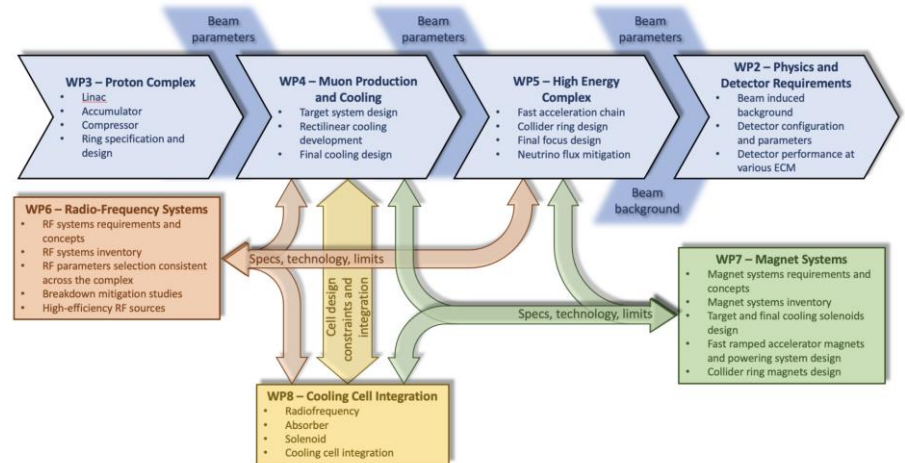 Beam
parameters
Beam
parameters
Beam
parameters
WP3 – Proton Complex
• Linac
• Accumulator
• Compressor
• Ring specification and
design
WP4 – Muon Production
and Cooling
• Target system design
• Rectilinear cooling
development
• Final cooling design
WP5 – High Energy
Complex
• Fast acceleration chain
• Collider ring design
• Final focus design
• Neutrino flux mitigation
WP2 – Physics and
Detector Requirements
• Beam induced
background
• Detector configuration
and parameters
• Detector performance at
various ECM
Beam
background
WP6 – Radio-Frequency Systems
• RF systems requirements and
concepts
• RF systems inventory
• RF parameters selection consistent
across the complex
• Breakdown mitigation studies
• High-efficiency RF sources
Specs, technology, limits
Cell design
constraints and
integration
Specs, technology, limits
WP7 – Magnet Systems
• Magnet systems requirements and
concepts
• Magnet systems inventory
• Target and final cooling solenoids
design
• Fast ramped accelerator magnets
and powering system design
• Collider ring magnets design
WP8 – Cooling Cell Integration
• Radiofrequency
• Absorber
• Solenoid
• Cooling cell integration